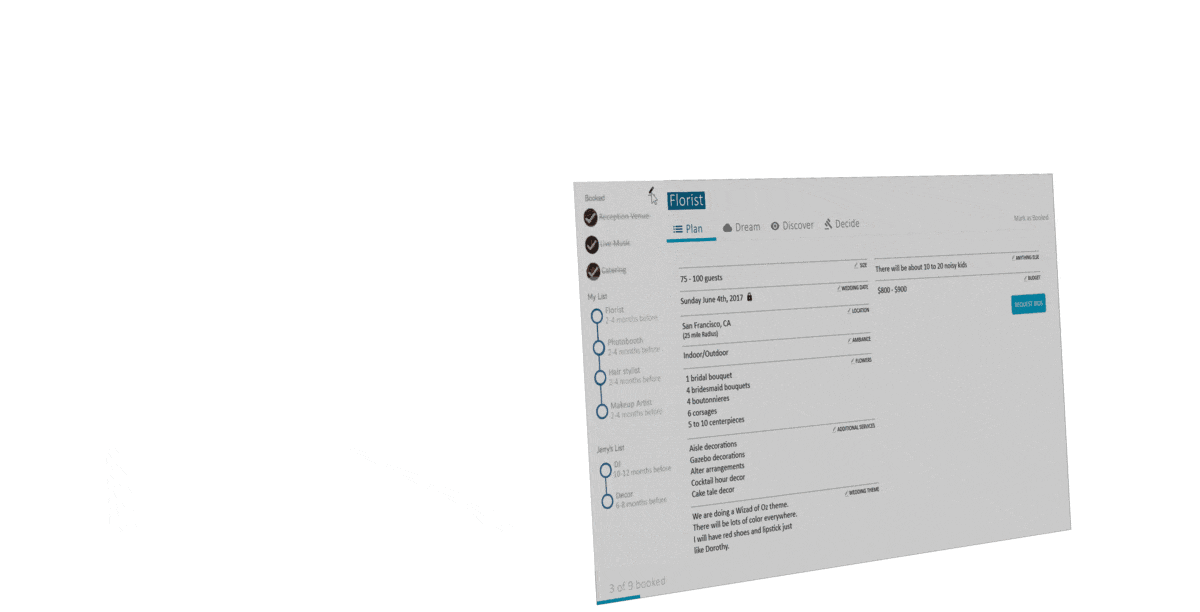 Booked
Reception Venue
Live Music
Catering
My List
Florist
2-4 months before
Photobooth
2-4 months before
Hair stylist
2-4 months before
Makeup Artist
2-4 months before
Jerry's List
DJ
10-12 months before
Decor
6-8 months before
3 of 9 booked
Florist
Plan
Dream
Discover
Decide
Mark as Booked
SIZE
75 - 100 guests
WEDDING DATE
Sunday June 4th, 2017
LOCATION
San Francisco, CA
(25 mile Radius)
AMBIANCE
Indoor/Outdoor
FLOWERS
1 bridal bouquet
4 bridesmaid bouquets
4 boutonnieres
6 corsages
5 to 10 centerpieces
ADDITIONAL SERVICES
Aisle decorations
Gazebo decorations
Alter arrangements
Cocktail hour decor
Cake tale decor
WEDDING THEME
We are doing a Wizad of Oz theme.
There will be lots of color everywhere.
I will have red shoes and lipstick just
like Dorothy.
ANYTHING ELSE
There will be about 10 to 20 noisy kids
BUDGET
$800 - $900
REQUEST BIDS